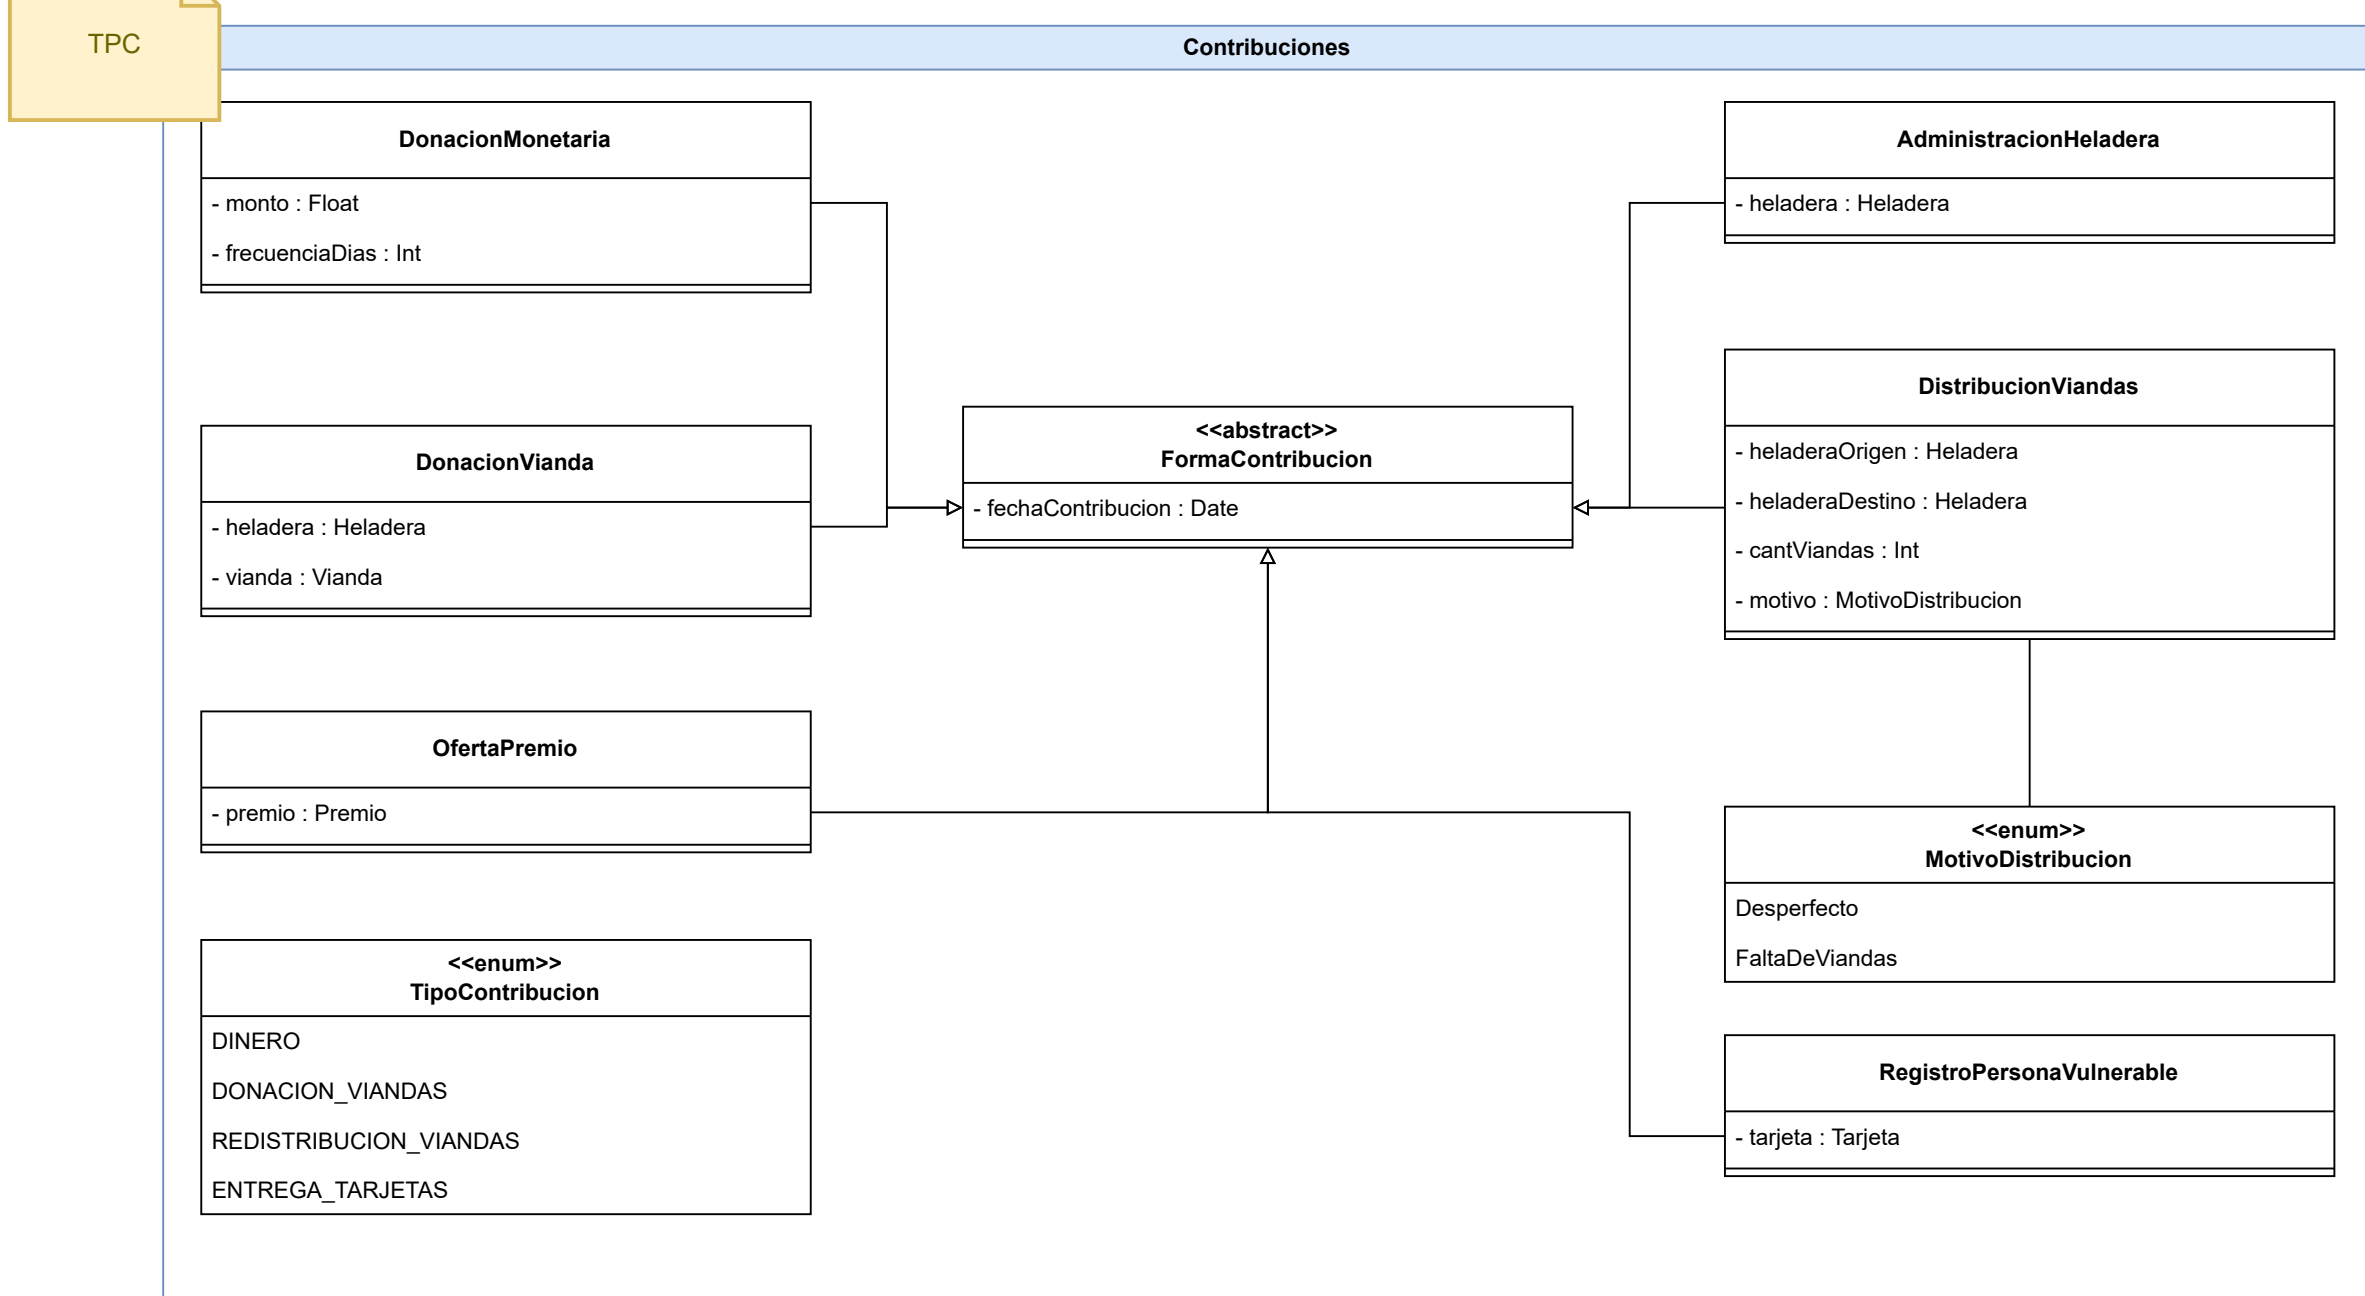 TPC
Contribuciones
DonacionMonetaria
- monto : Float
- frecuenciaDias : Int
AdministracionHeladera
- heladera : Heladera
DonacionVianda
- heladera : Heladera
- vianda : Vianda
<<abstract>>
FormaContribucion
- fechaContribucion : Date
DistribucionViandas
- heladeraOrigen : Heladera
- heladeraDestino : Heladera
- cantViandas : Int
- motivo : MotivoDistribucion
OfertaPremio
- premio : Premio
<<enum>>
MotivoDistribucion
Desperfecto
FaltaDeViandas
<<enum>>
TipoContribucion
DINERO
DONACION_VIANDAS
REDISTRIBUCION_VIANDAS
ENTREGA_TARJETAS
RegistroPersonaVulnerable
- tarjeta : Tarjeta